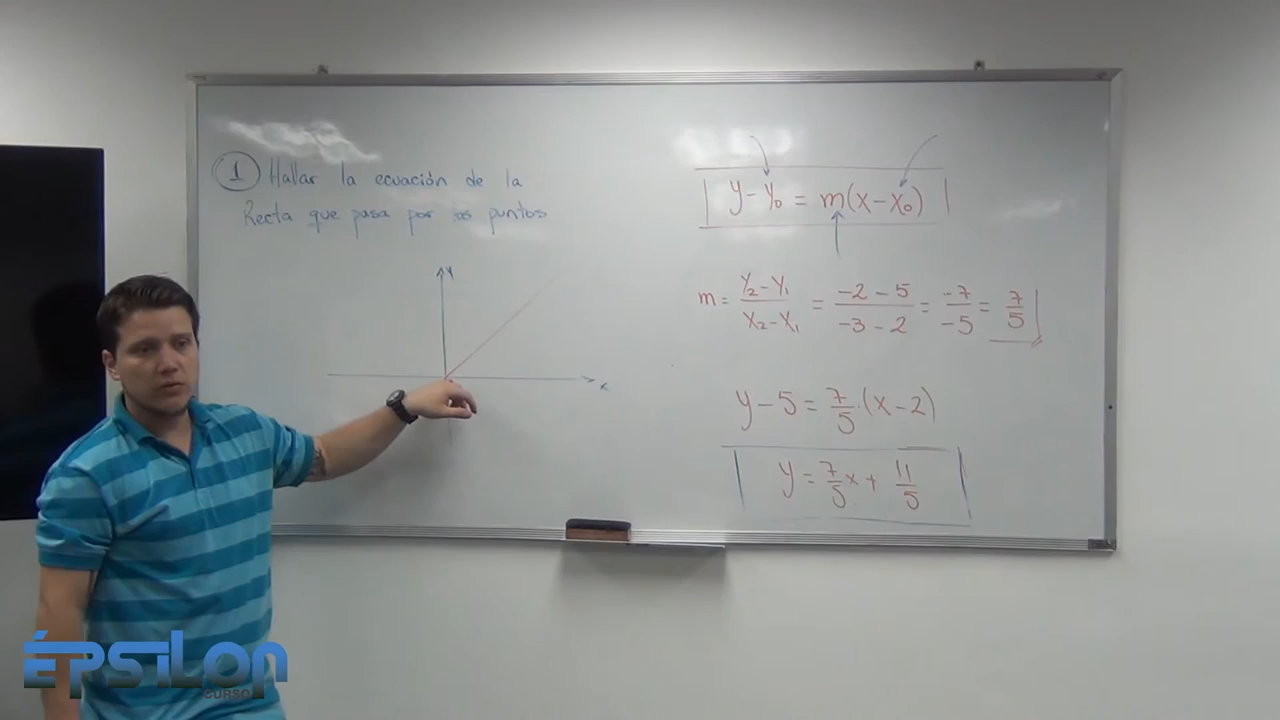 1 Hallar la ecuación de la
Recta que pasa por los puntos
y
x
y - y₀ = m(x - x₀)
m = (y₂ - y₁)/(x₂ - x₁) = (-2 - 5)/(-3 - 2) = -7/-5 = 7/5
y - 5 = 7/5 · (x - 2)
y = 7/5 x + 11/5
ÉPSILON
CURSO